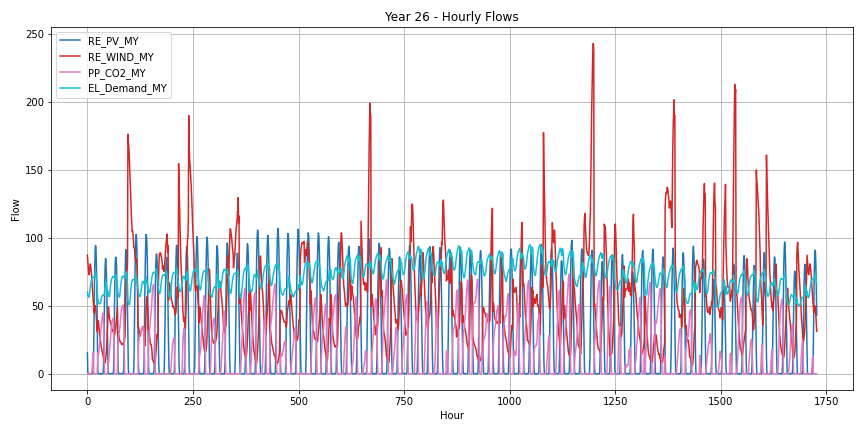 Year 26 - Hourly Flows
250
200
150
100
50
0
Flow
RE_PV_MY
RE_WIND_MY
PP_CO2_MY
EL_Demand_MY
0
250
500
750
1000
1250
1500
1750
Hour